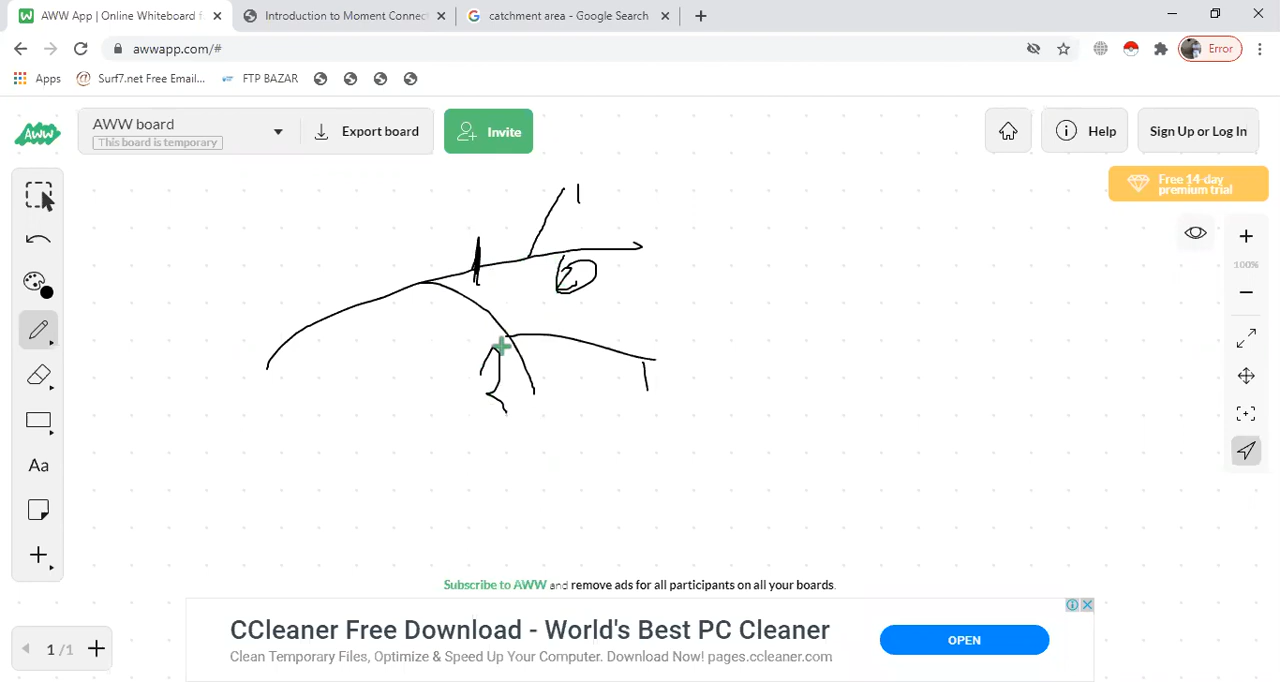 AWW App | Online Whiteboard f
Introduction to Moment Connect
catchment area - Google Search
awwapp.com/#
Error
Apps
Surf7.net Free Email...
FTP BAZAR
AWW
AWW board
This board is temporary
Export board
Invite
Help
Sign Up or Log In
Free 14 day
premium trial
100%
1
2
1
Aa
Subscribe to AWW and remove ads for all participants on all your boards.
CCleaner Free Download - World's Best PC Cleaner
Clean Temporary Files, Optimize & Speed Up Your Computer. Download Now! pages.ccleaner.com
OPEN
1 /1